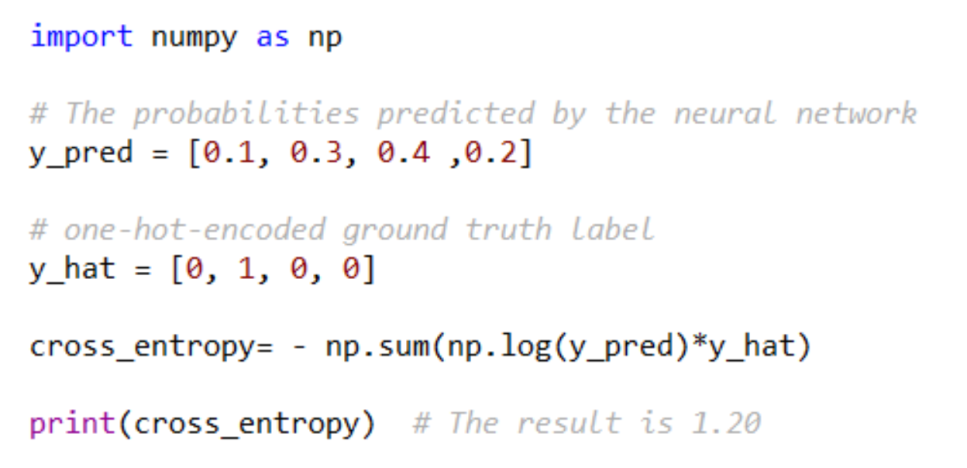 import numpy as np
# The probabilities predicted by the neural network
y_pred = [0.1, 0.3, 0.4 ,0.2]
# one-hot-encoded ground truth label
y_hat = [0, 1, 0, 0]
cross_entropy= - np.sum(np.log(y_pred)*y_hat)
print(cross_entropy)  # The result is 1.20